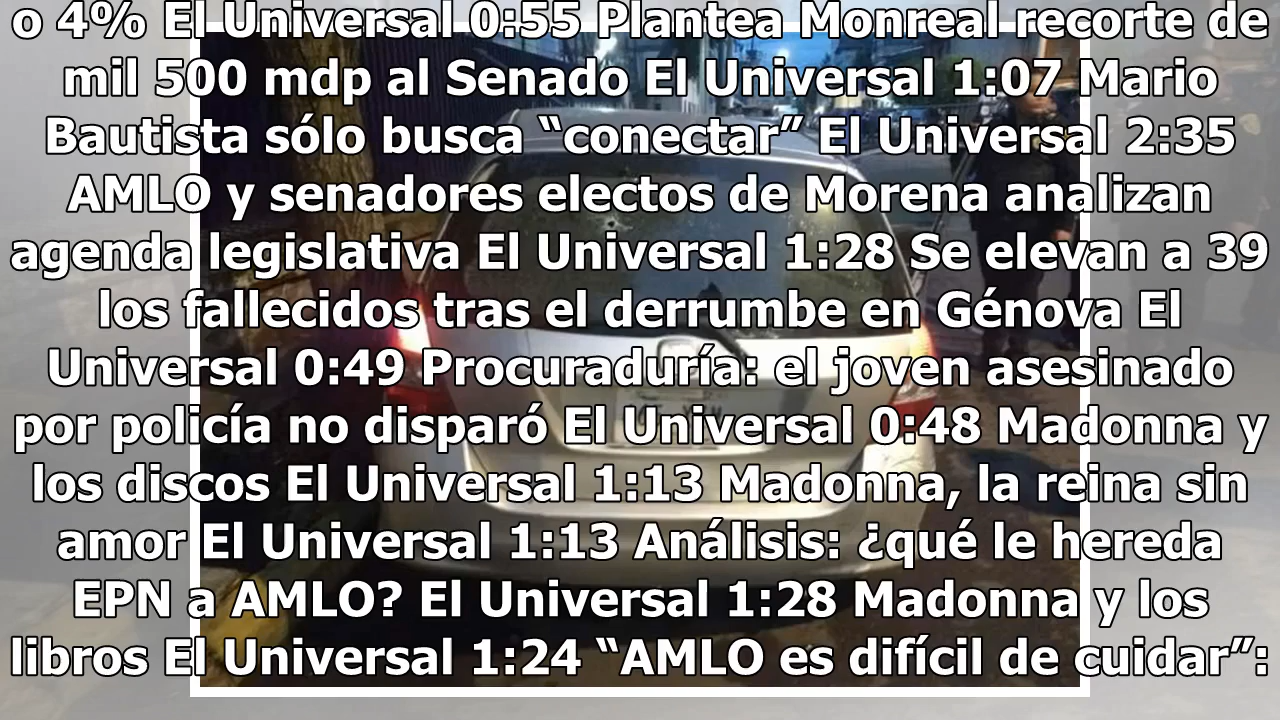 o 4% El Universal 0:55 Plantea Monreal recorte de
mil 500 mdp al Senado El Universal 1:07 Mario
Bautista sólo busca “conectar” El Universal 2:35
AMLO y senadores electos de Morena analizan
agenda legislativa El Universal 1:28 Se elevan a 39
los fallecidos tras el derrumbe en Génova El
Universal 0:49 Procuraduría: el joven asesinado
por policía no disparó El Universal 0:48 Madonna y
los discos El Universal 1:13 Madonna, la reina sin
amor El Universal 1:13 Análisis: ¿qué le hereda
EPN a AMLO? El Universal 1:28 Madonna y los
libros El Universal 1:24 “AMLO es difícil de cuidar”: